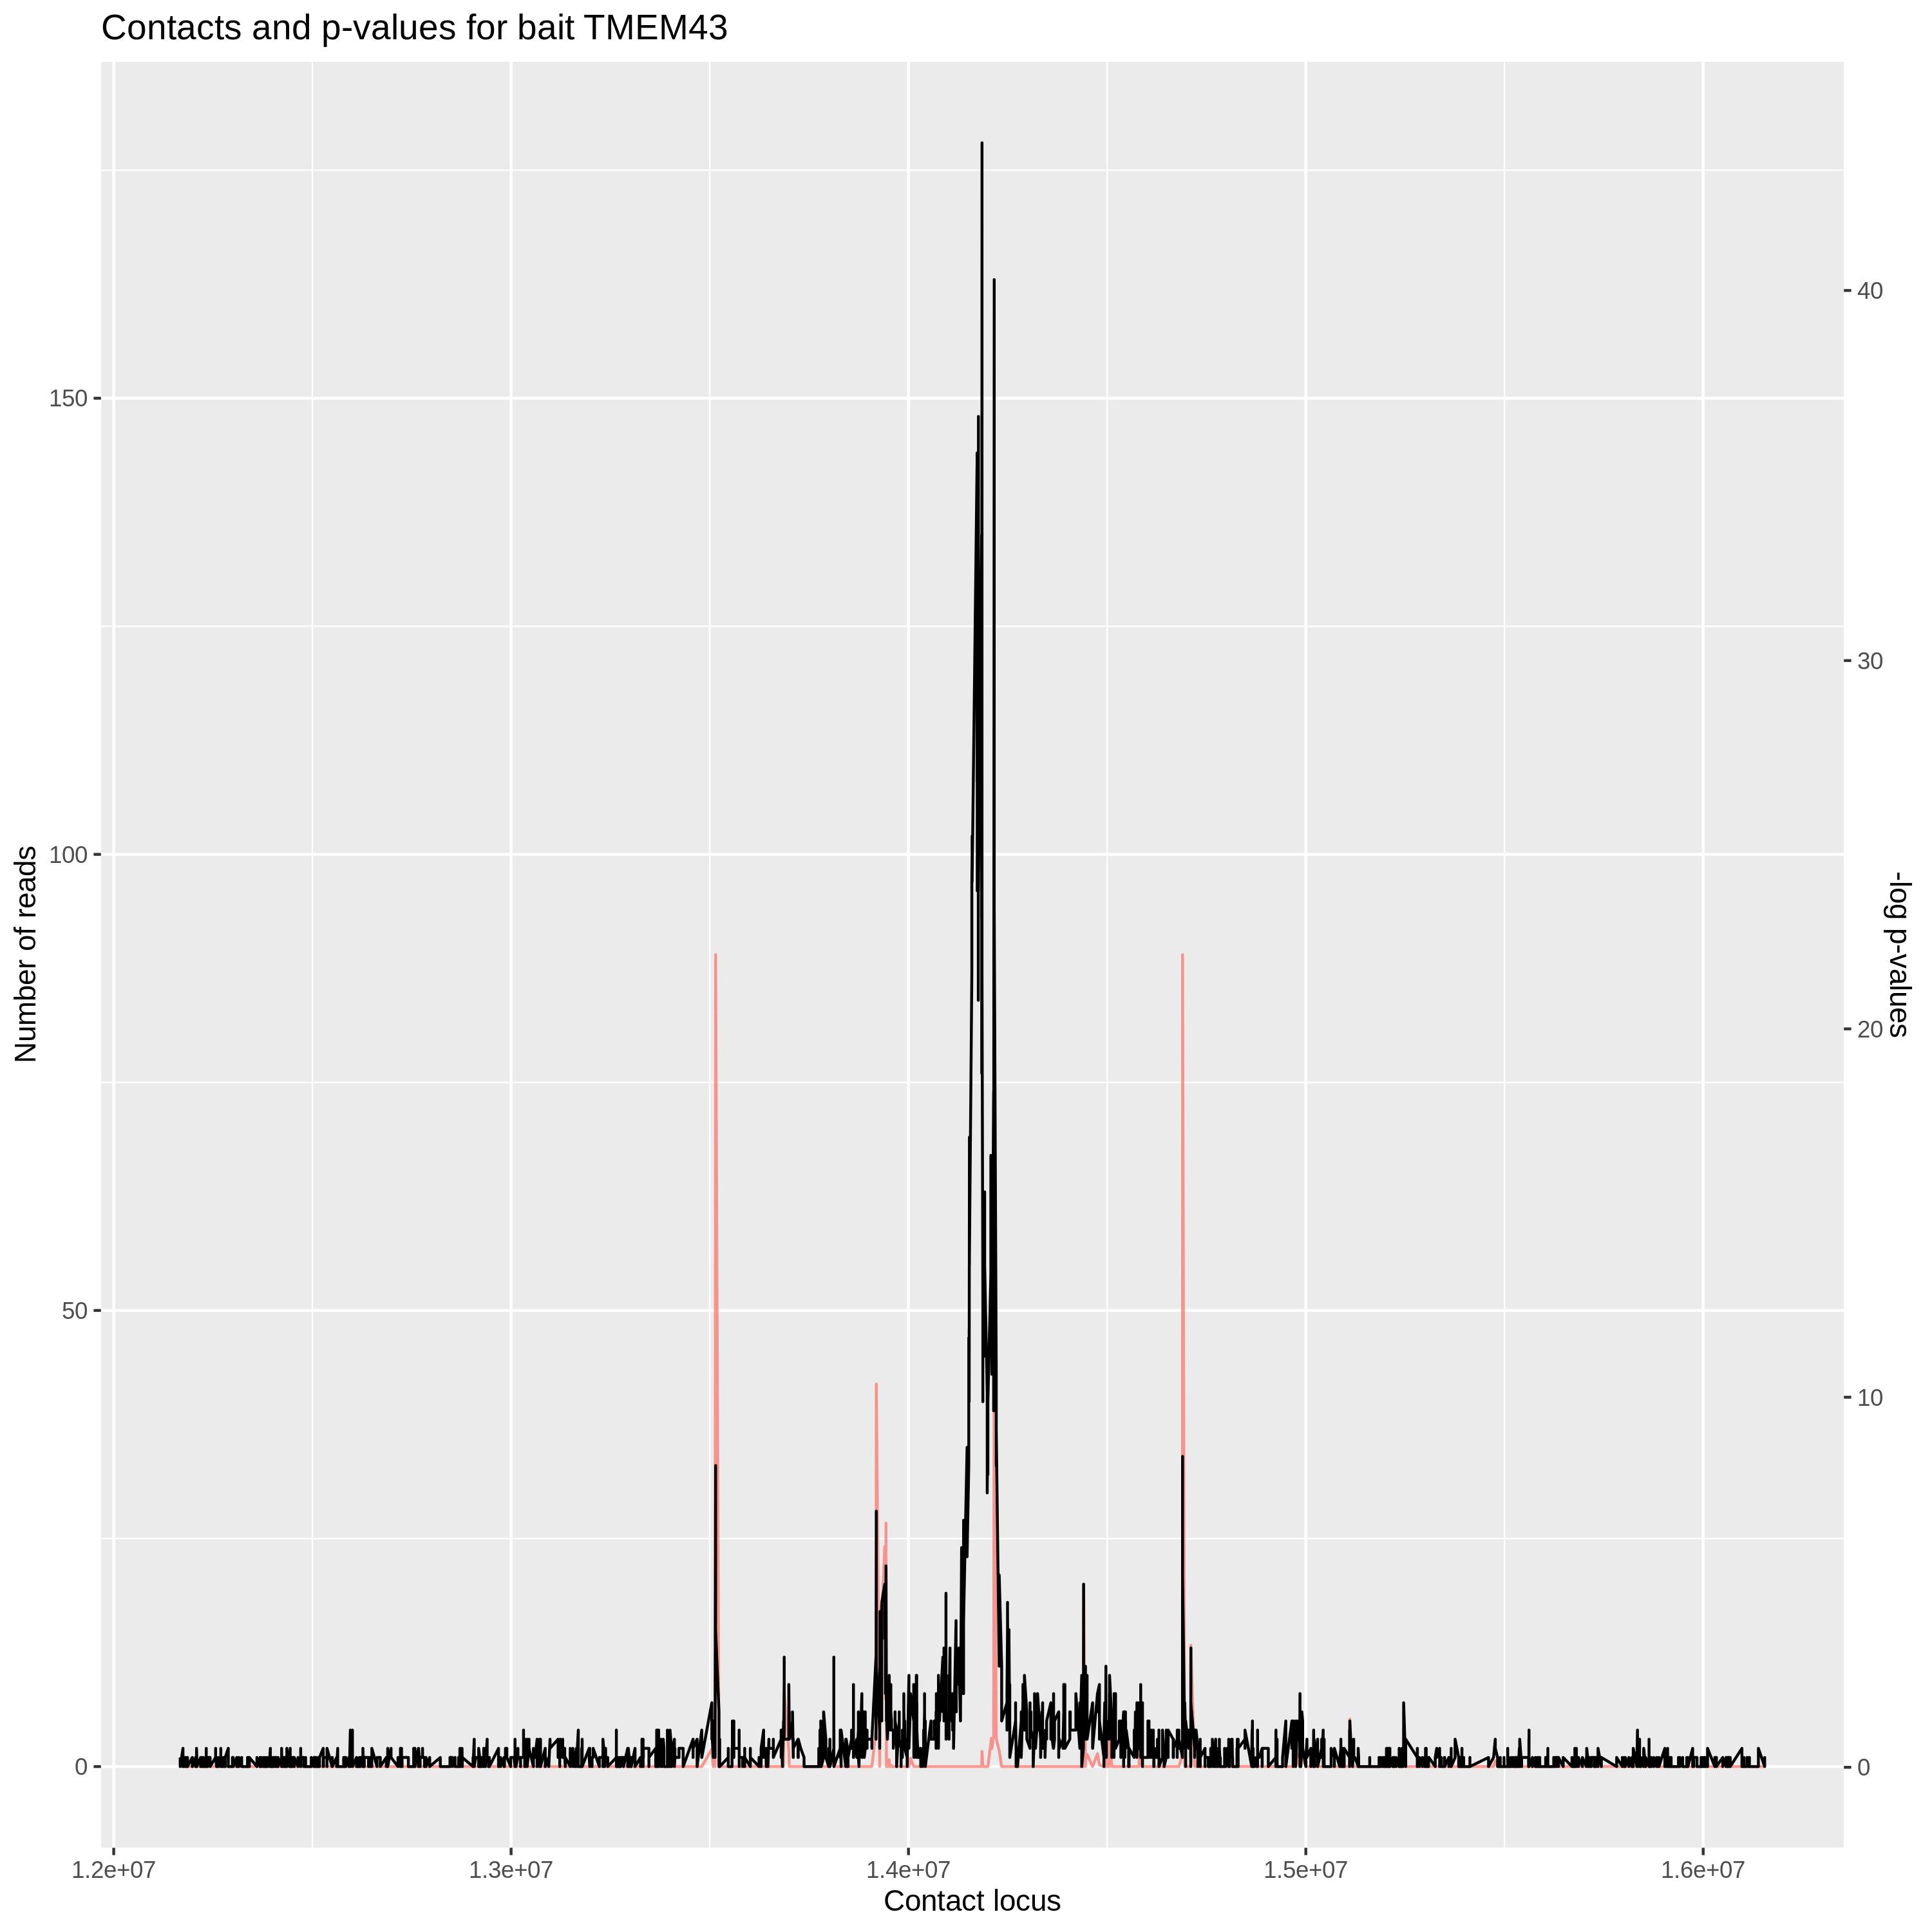 Contacts and p-values for bait TMEM43
Number of reads
150
100
50
0
40
30
20
10
0
-log p-values
1.2e+07
1.3e+07
1.4e+07
1.5e+07
1.6e+07
Contact locus